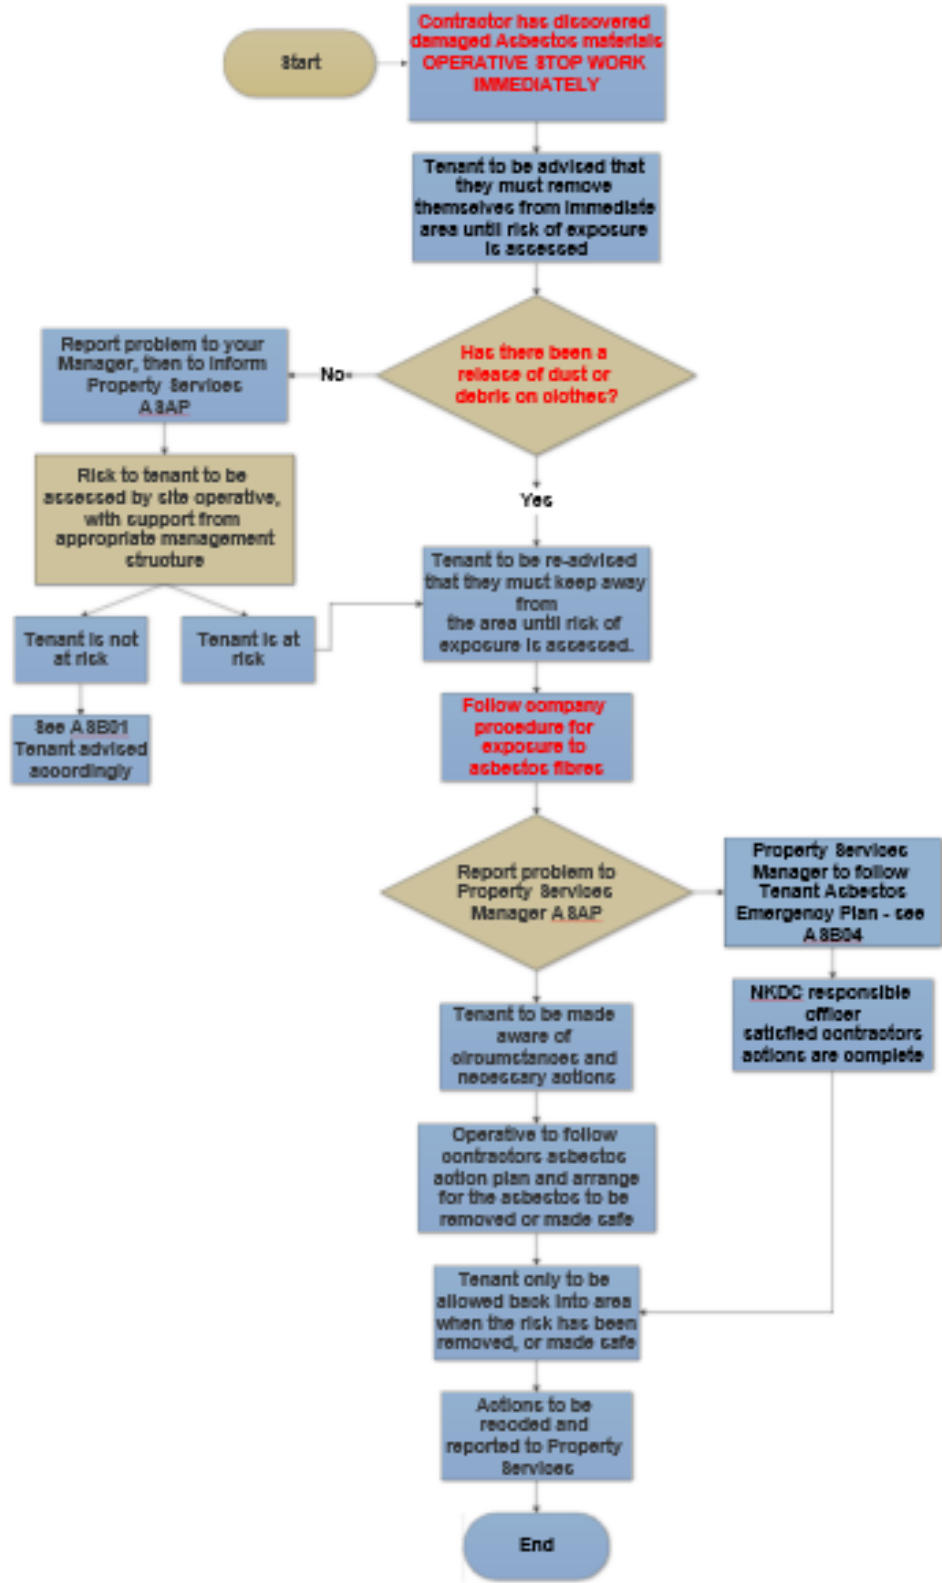 Start
Contractor has discovered
damaged Asbestos materials
OPERATIVE STOP WORK
IMMEDIATELY
Tenant to be advised that
they must remove
themselves from immediate
area until risk of exposure
is assessed
Has there been a
release of dust or
debris on clothes?
No
Report problem to your
Manager, then to inform
Property Services
ASAP
Risk to tenant to be
assessed by site operative,
with support from
appropriate management
structure
Tenant is not
at risk
Tenant is at
risk
See ASB01
Tenant advised
accordingly
Yes
Tenant to be re-advised
that they must keep away
from
the area until risk of
exposure is assessed.
Follow company
procedure for
exposure to
asbestos fibres
Report problem to
Property Services
Manager ASAP
Property Services
Manager to follow
Tenant Asbestos
Emergency Plan - see
ASB04
NKDC responsible
officer
satisfied contractors
actions are complete
Tenant to be made
aware of
circumstances and
necessary actions
Operative to follow
contractors asbestos
action plan and arrange
for the asbestos to be
removed or made safe
Tenant only to be
allowed back into area
when the risk has been
removed, or made safe
Actions to be
recoded and
reported to Property
Services
End